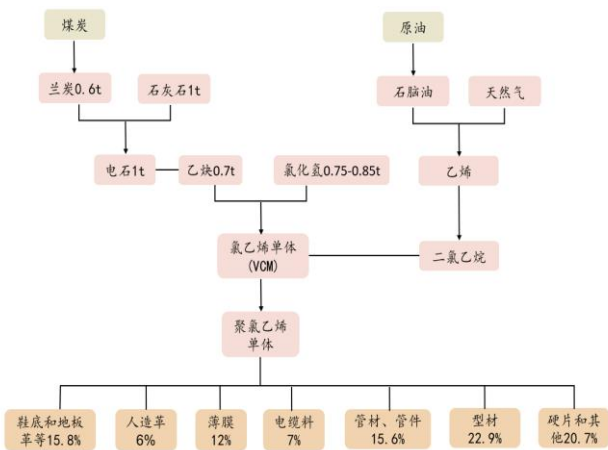 煤炭
原油
兰炭0.6t
石灰石1t
石脑油
天然气
电石1t
乙炔0.7t
氯化氢0.75-0.85t
乙烯
氯乙烯单体
(VCM)
二氯乙烷
聚氯乙烯
单体
鞋底和地板
革等15.8%
人造革
6%
薄膜
12%
电缆料
7%
管材、管件
15.6%
型材
22.9%
硬片和其
他20.7%